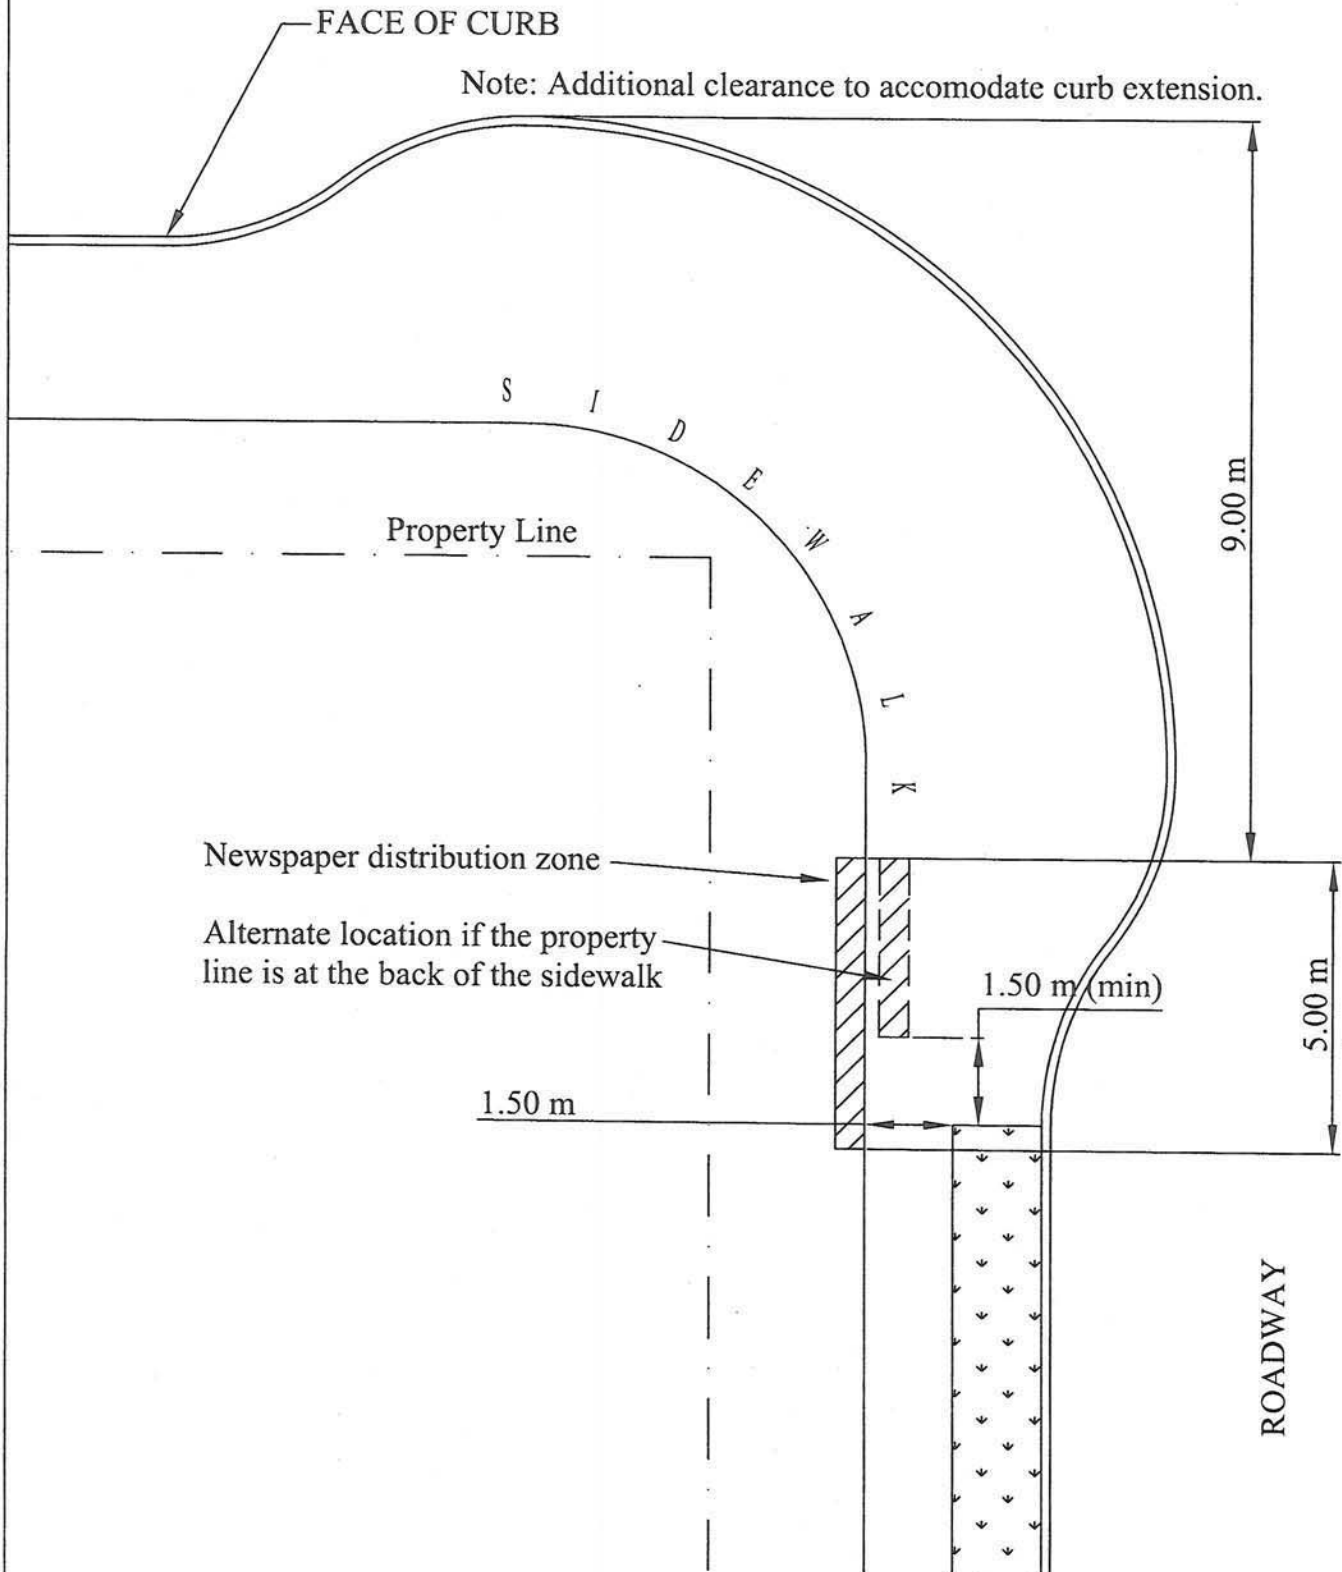 FACE OF CURB
Note: Additional clearance to accomodate curb extension.
SIDEWALK
Property Line
9.00 m
Newspaper distribution zone
Alternate location if the property
line is at the back of the sidewalk
1.50 m (min)
5.00 m
1.50 m
ROADWAY